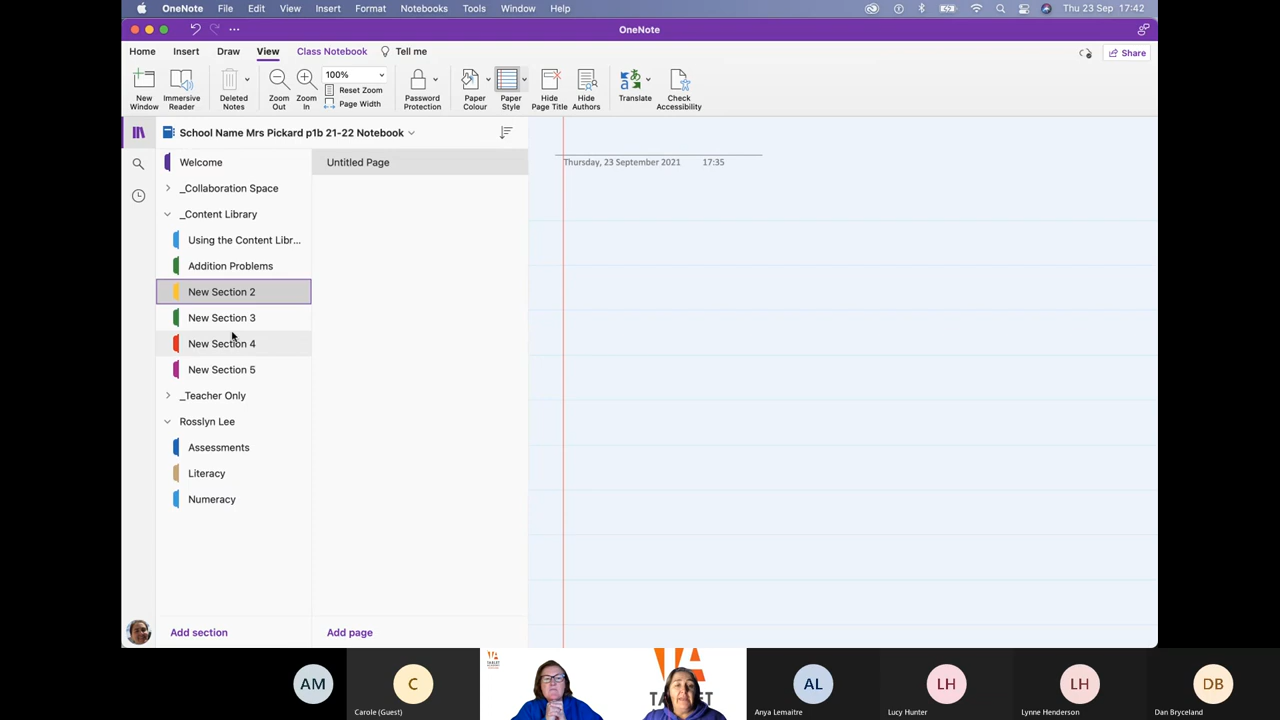 OneNote File Edit View Insert Format Notebooks Tools Window Help Thu 23 Sep 17:42
OneNote
Home Insert Draw View Class Notebook Tell me Share
New Window
Immersive Reader
Deleted Notes
Zoom Out
Zoom In
100%
Reset Zoom
Page Width
Password Protection
Paper Colour
Paper Style
Hide Page Title
Hide Authors
Translate
Check Accessibility
School Name Mrs Pickard p1b 21-22 Notebook
Welcome
_Collaboration Space
_Content Library
Using the Content Libr...
Addition Problems
New Section 2
New Section 3
New Section 4
New Section 5
_Teacher Only
Rosslyn Lee
Assessments
Literacy
Numeracy
Add section
Untitled Page
Add page
Thursday, 23 September 2021 17:35
AM
C
Carole (Guest)
AL
Anya Lemaitre
LH
Lucy Hunter
LH
Lynne Henderson
DB
Dan Bryceland